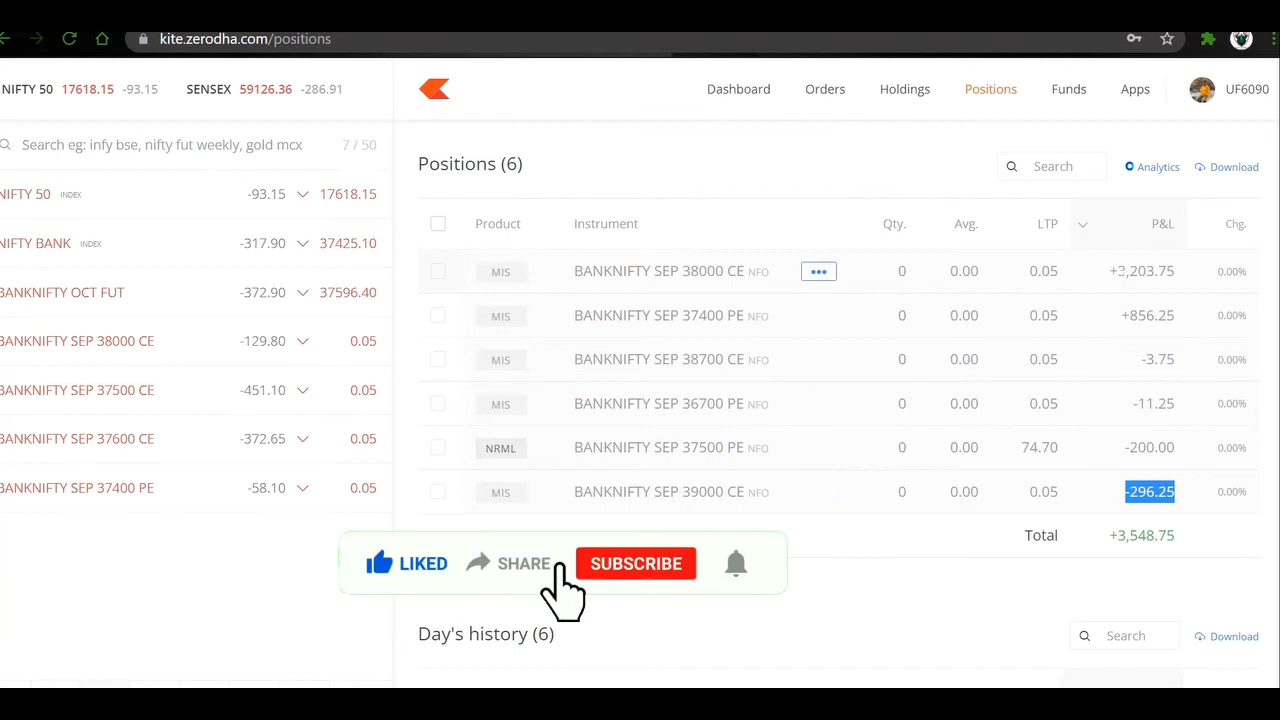 kite.zerodha.com/positions
NIFTY 50 17618.15 -93.15 SENSEX 59126.36 -286.91
Dashboard Orders Holdings Positions Funds Apps UF6090
Search eg: infy bse, nifty fut weekly, gold mcx 7 / 50
NIFTY 50 INDEX -93.15 17618.15
NIFTY BANK INDEX -317.90 37425.10
BANKNIFTY OCT FUT -372.90 37596.40
BANKNIFTY SEP 38000 CE -129.80 0.05
BANKNIFTY SEP 37500 CE -451.10 0.05
BANKNIFTY SEP 37600 CE -372.65 0.05
BANKNIFTY SEP 37400 PE -58.10 0.05
Positions (6) Search Analytics Download
Product Instrument Qty. Avg. LTP P&L Chg.
MIS BANKNIFTY SEP 38000 CE NFO ••• 0 0.00 0.05 +3,203.75 0.00%
MIS BANKNIFTY SEP 37400 PE NFO 0 0.00 0.05 +856.25 0.00%
MIS BANKNIFTY SEP 38700 CE NFO 0 0.00 0.05 -3.75 0.00%
MIS BANKNIFTY SEP 36700 PE NFO 0 0.00 0.05 -11.25 0.00%
NRML BANKNIFTY SEP 37500 PE NFO 0 0.00 74.70 -200.00 0.00%
MIS BANKNIFTY SEP 39000 CE NFO 0 0.00 0.05 -296.25 0.00%
Total +3,548.75
LIKED SHARE SUBSCRIBE
Day's history (6) Search Download